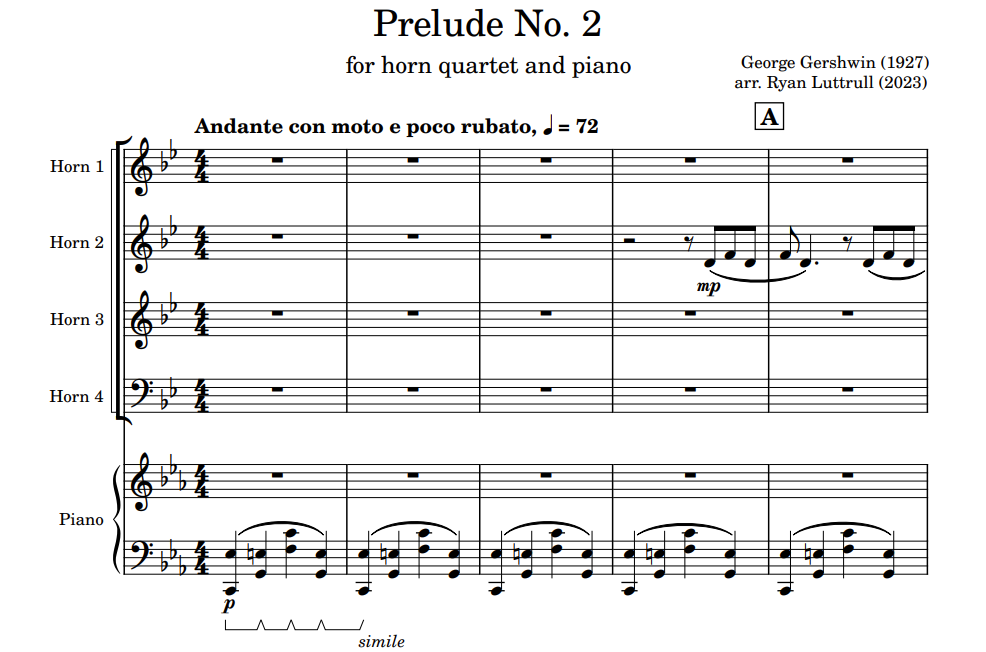 Prelude No. 2
for horn quartet and piano
George Gershwin (1927)
arr. Ryan Luttrull (2023)
A
Andante con moto e poco rubato, ♩ = 72
Horn 1
Horn 2
mp
Horn 3
Horn 4
Piano
p
simile